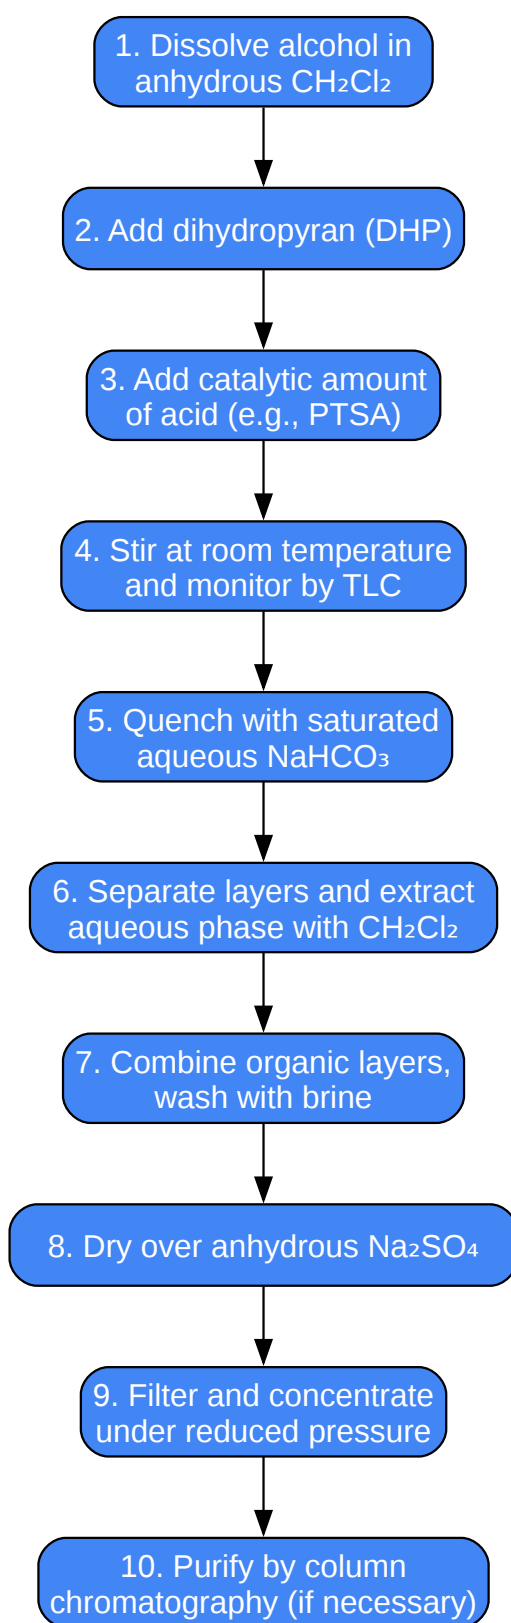 1. Dissolve alcohol in
anhydrous CH₂Cl₂
2. Add dihydropyran (DHP)
3. Add catalytic amount
of acid (e.g., PTSA)
4. Stir at room temperature
and monitor by TLC
5. Quench with saturated
aqueous NaHCO₃
6. Separate layers and extract
aqueous phase with CH₂Cl₂
7. Combine organic layers,
wash with brine
8. Dry over anhydrous Na₂SO₄
9. Filter and concentrate
under reduced pressure
10. Purify by column
chromatography (if necessary)